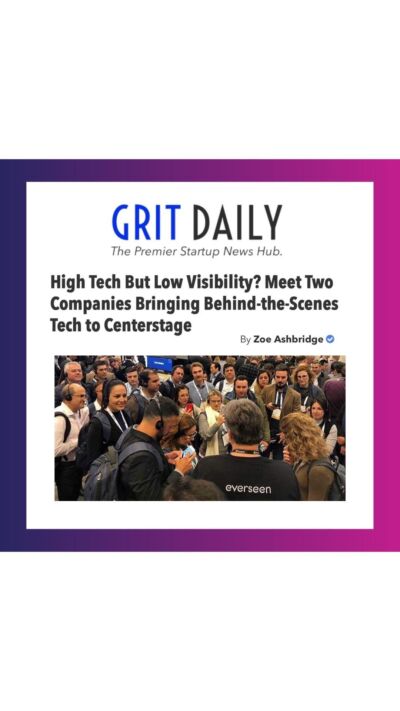 GRIT DAILY
The Premier Startup News Hub.
High Tech But Low Visibility? Meet Two
Companies Bringing Behind-the-Scenes
Tech to Centerstage
By Zoe Ashbridge
everseen